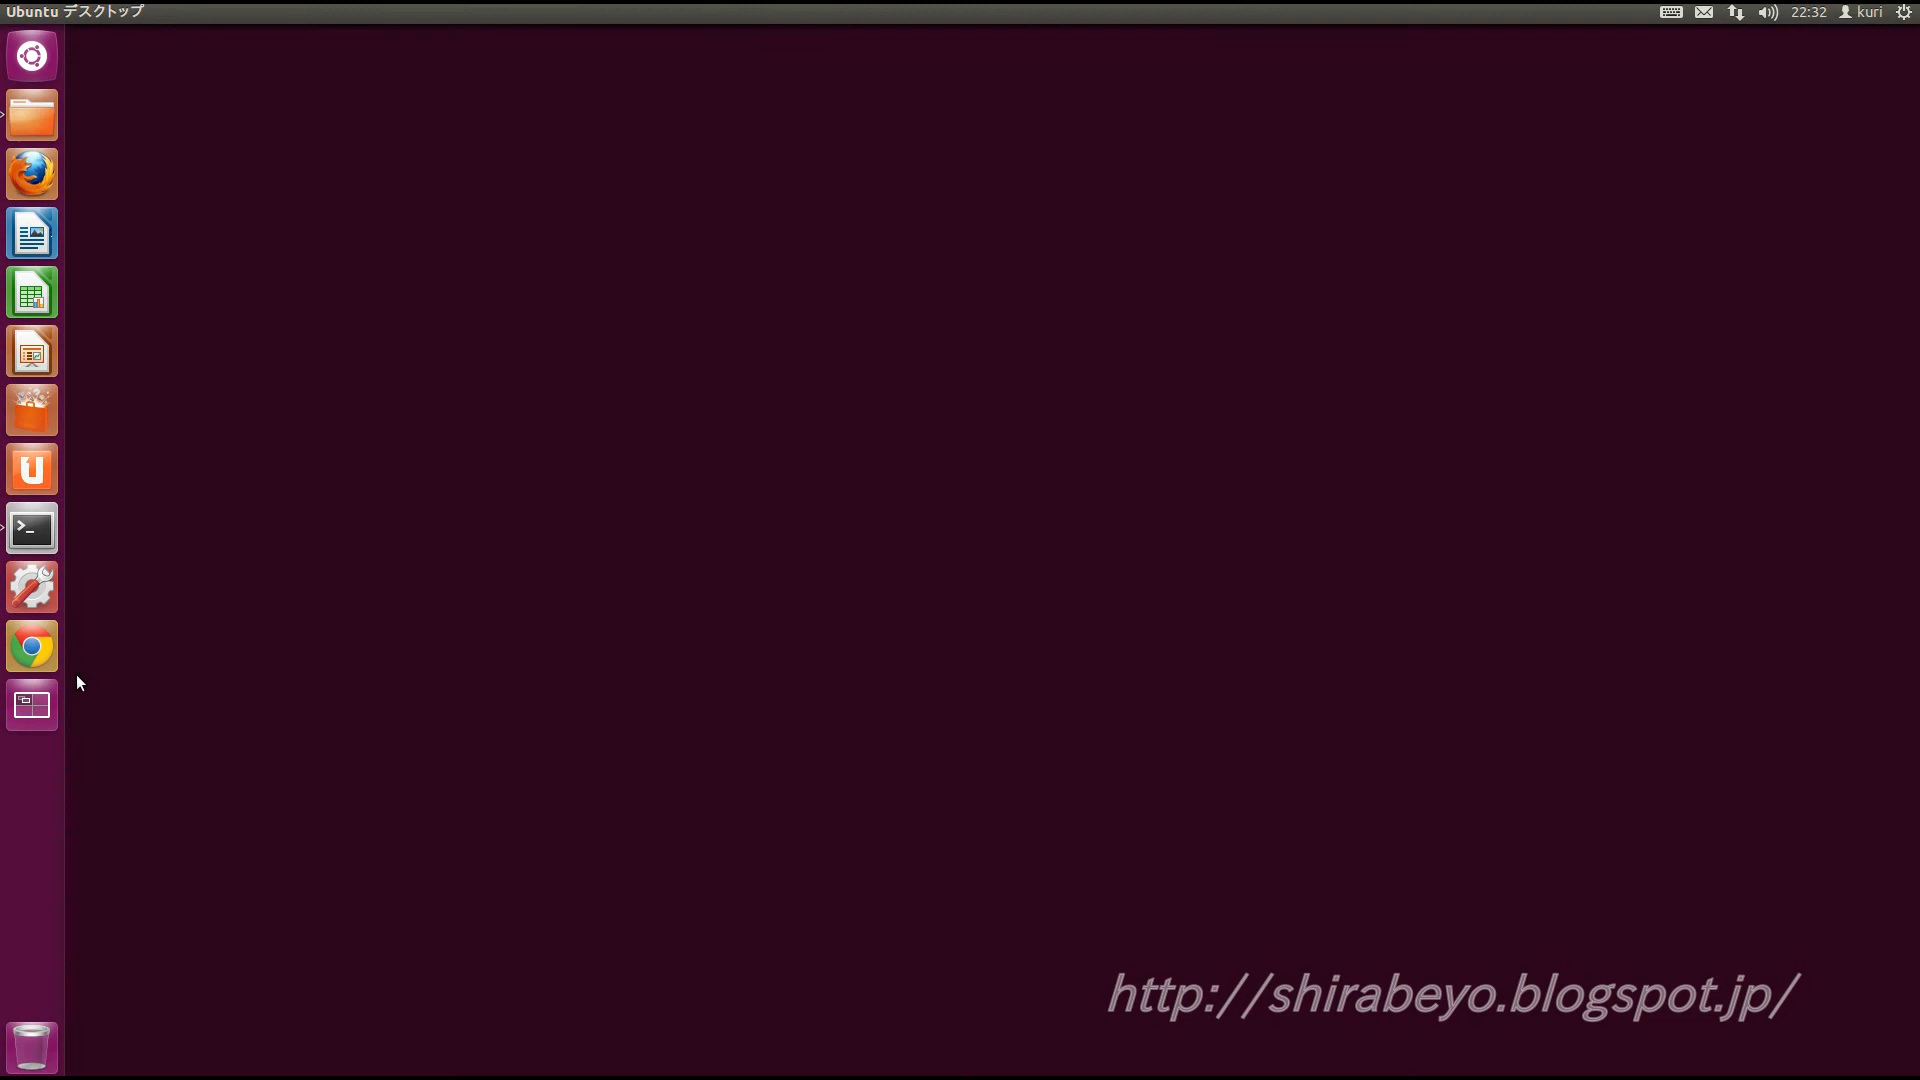 Ubuntu デスクトップ
22:32 kuri
http://shirabeyo.blogspot.jp/